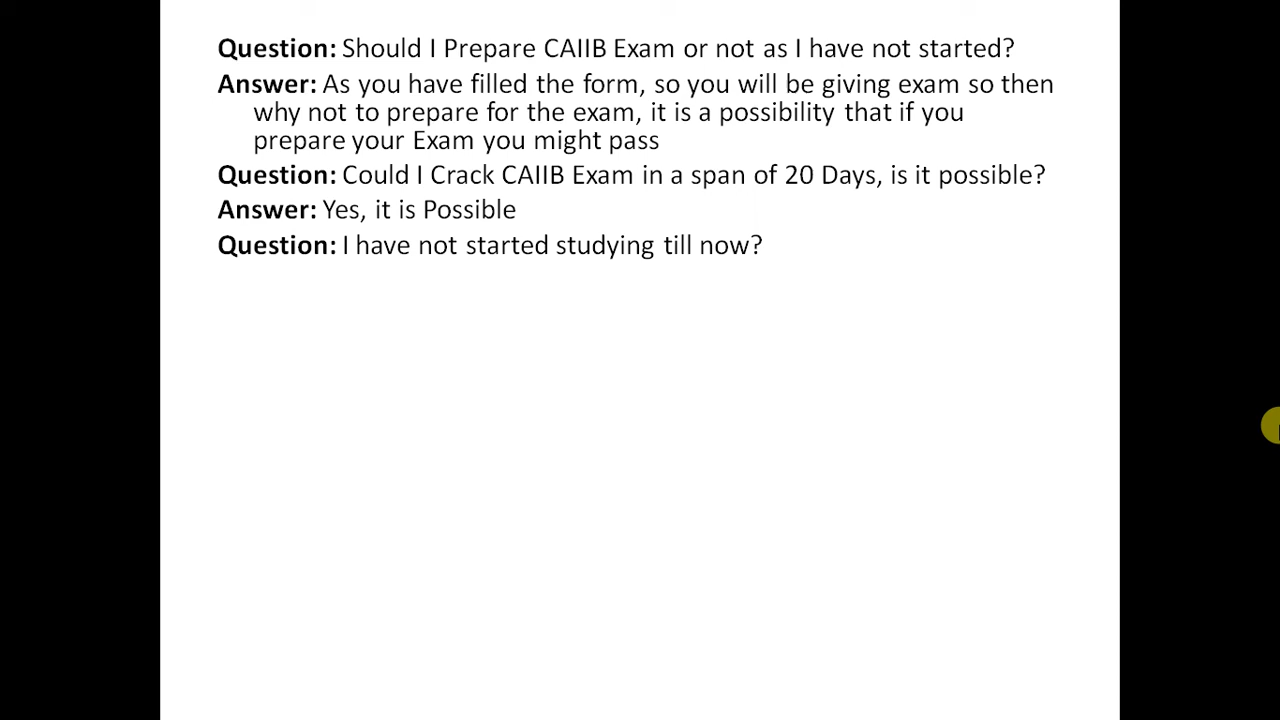 Question: Should I Prepare CAIIB Exam or not as I have not started?
Answer: As you have filled the form, so you will be giving exam so then
why not to prepare for the exam, it is a possibility that if you
prepare your Exam you might pass
Question: Could I Crack CAIIB Exam in a span of 20 Days, is it possible?
Answer: Yes, it is Possible
Question: I have not started studying till now?